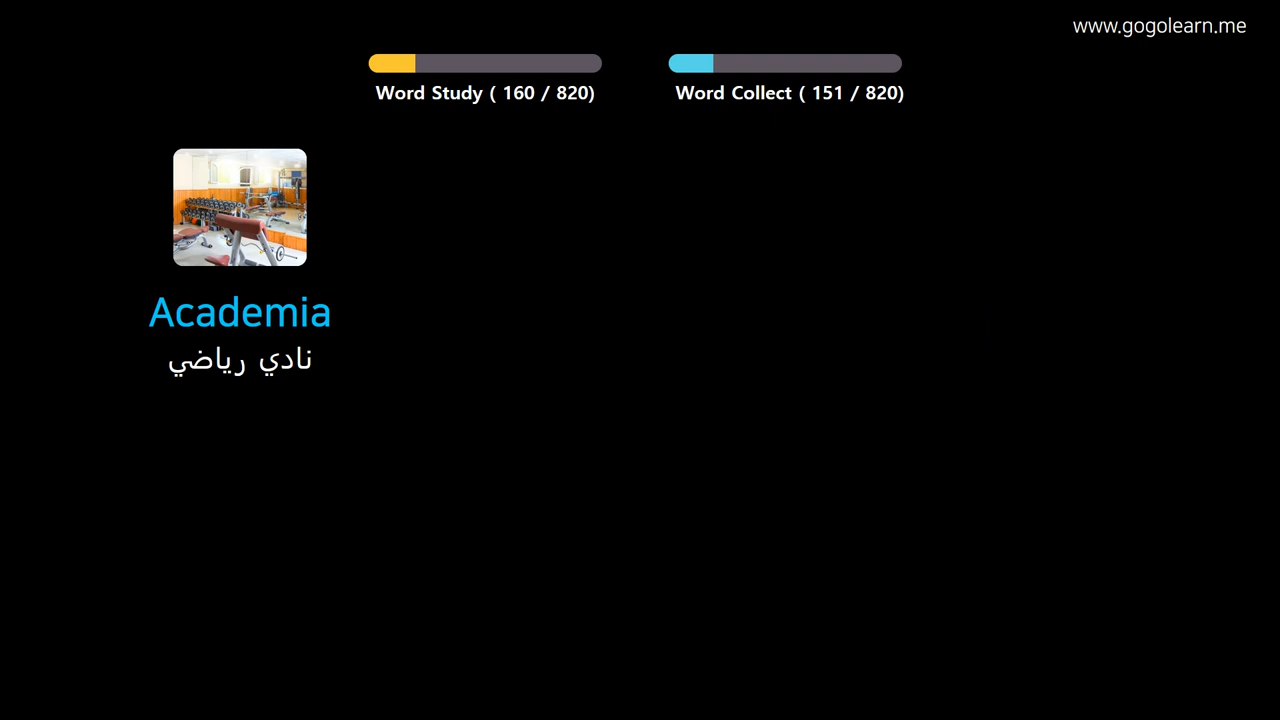 www.gogolearn.me
Word Study ( 160 / 820)
Word Collect ( 151 / 820)
Academia
نادي رياضي